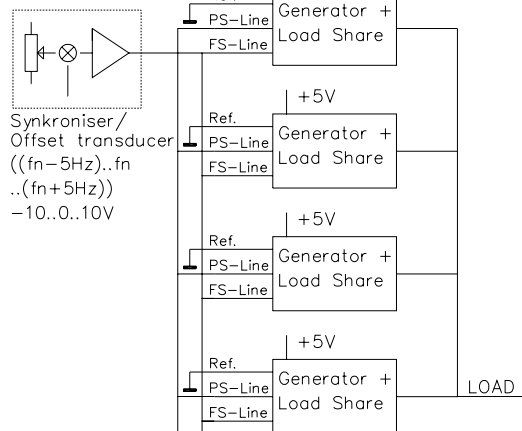 Generator +
PS-Line
Load Share
FS-Line
+5V
Synkroniser/
Offset transducer
((fn-5Hz)..fn
..(fn+5Hz))
-10..0..10V
Ref.
PS-Line
FS-Line
Generator +
Load Share
+5V
Ref.
PS-Line
FS-Line
Generator +
Load Share
+5V
Ref.
PS-Line
FS-Line
Generator +
Load Share
LOAD